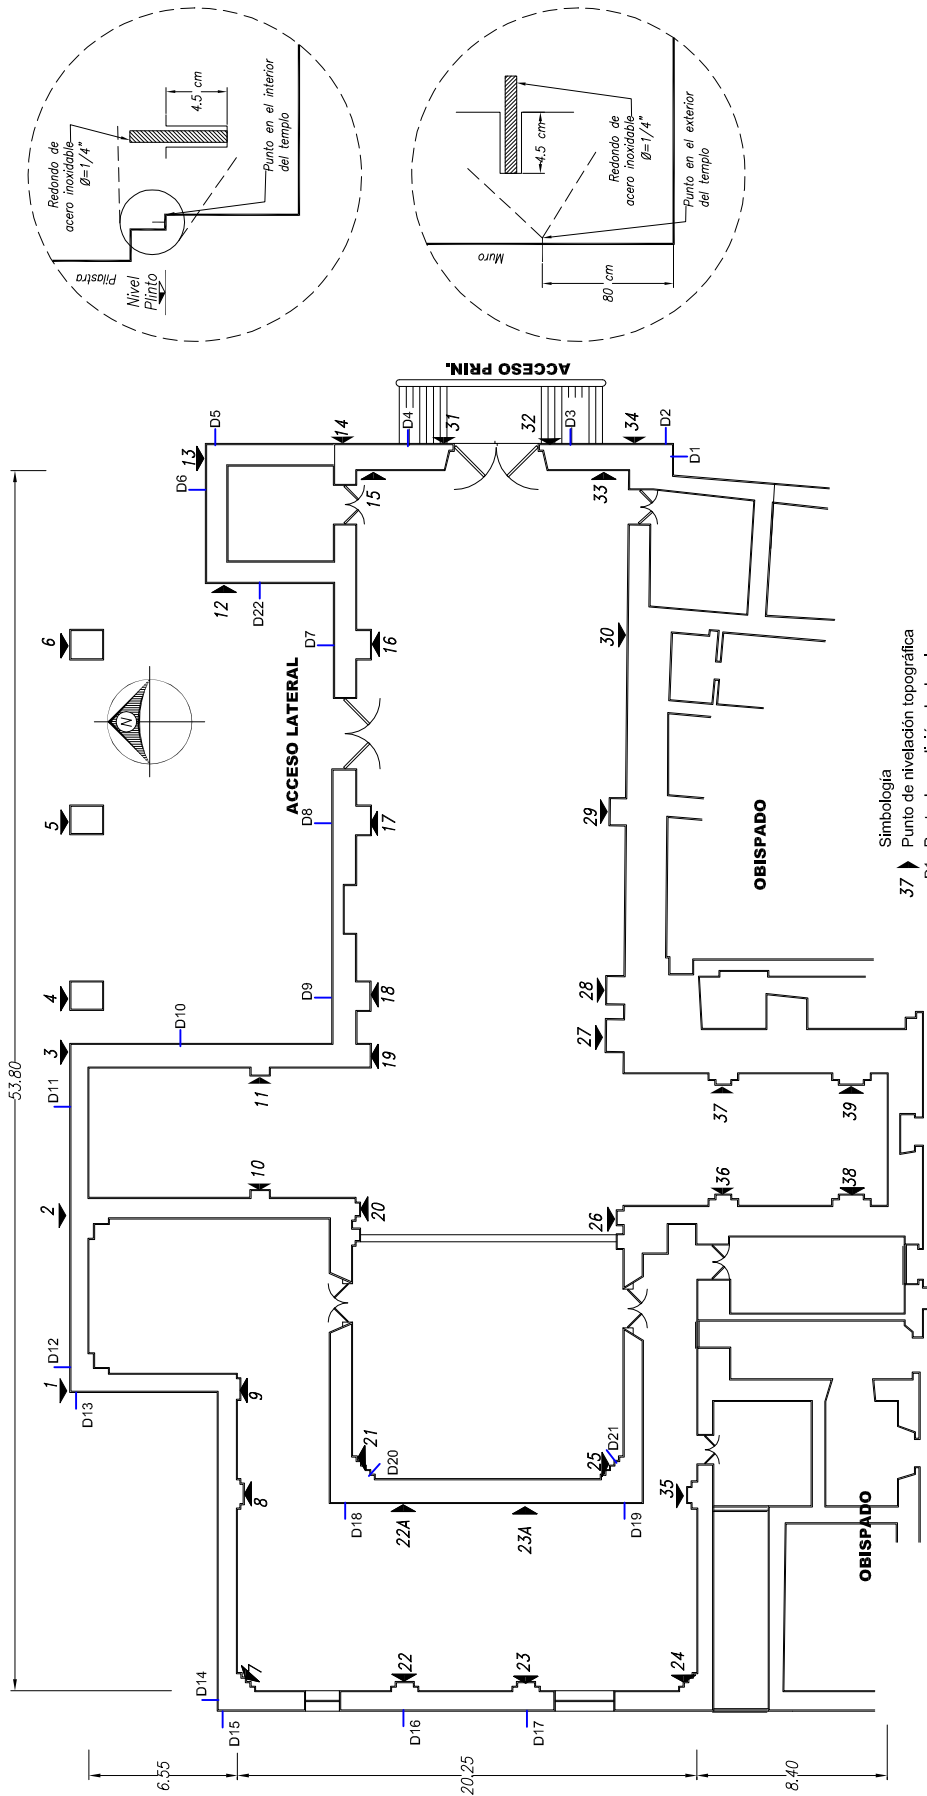 Redondo de
acero inoxidable
Ø=1/4"
4.5 cm
Punto en el interior
del templo
Pilastra
Nivel
Plinto
Muro
4.5 cm
Redondo de
acero inoxidable
Ø=1/4"
Punto en el exterior
del templo
80 cm
ACCESO PRIN.
53.80
13
D5
14
D4
31
32
D3
34
D2
D1
D6
15
33
12
D22
6
D7
16
30
N
ACCESO LATERAL
5
D8
17
29
OBISPADO
Simbología
37 Punto de nivelación topográfica
4
D9
18
28
3
D10
19
27
D11
11
37
39
2
10
20
26
36
38
1
D12
D13
9
21
D20
25
D21
8
D18
22A
23A
D19
35
OBISPADO
7
22
23
24
D14
D15
D16
D17
6.55
20.25
8.40